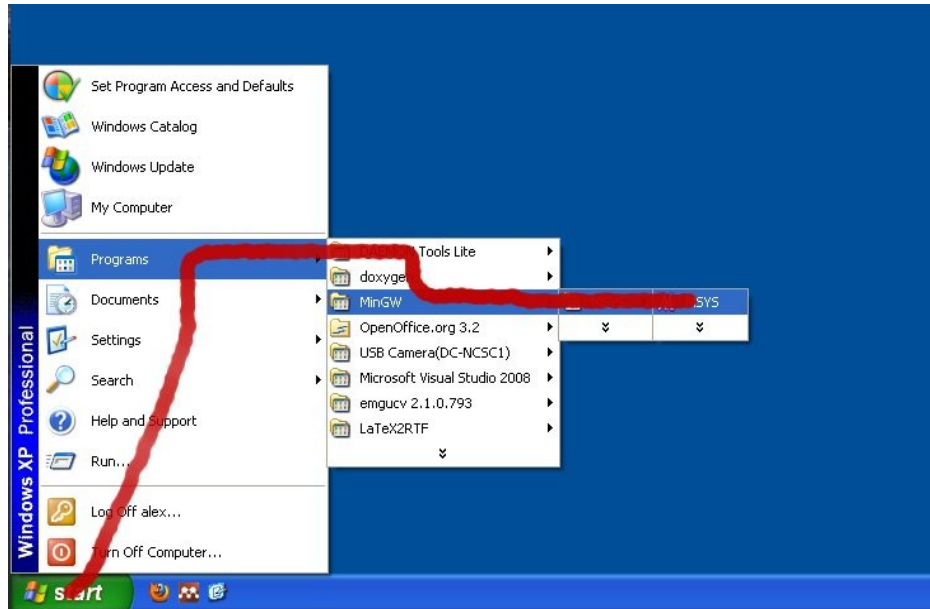 Set Program Access and Defaults
Windows Catalog
Windows Update
My Computer
Programs
Documents
Settings
Search
Help and Support
Run...
Log Off alex...
Turn Off Computer...
Windows XP Professional
Tools Lite
MinGW
OpenOffice.org 3.2
USB Camera(DC-NCSC1)
Microsoft Visual Studio 2008
emgucv 2.1.0.793
LaTeX2RTF
start